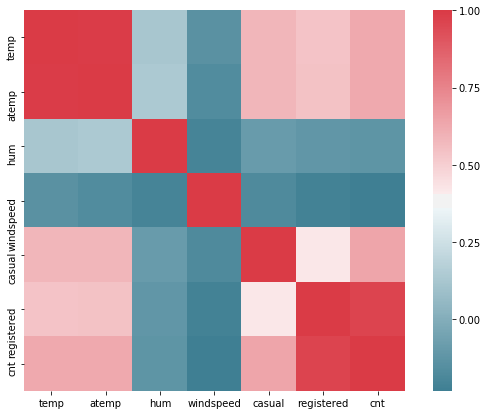 temp
atemp
hum
windspeed
casual
registered
cnt
temp
atemp
hum
windspeed
casual
registered
cnt
1.00
0.75
0.50
0.25
0.00